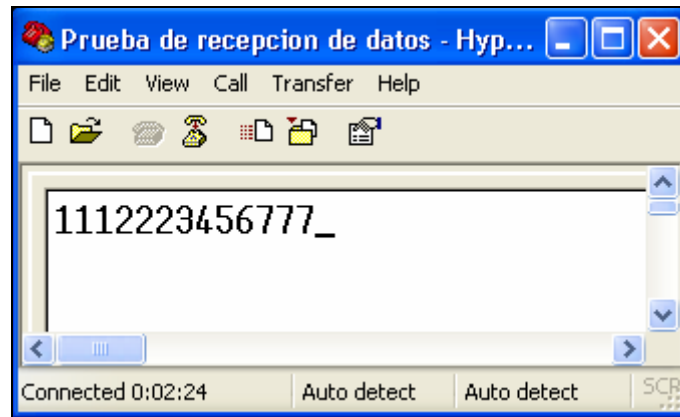 Prueba de recepcion de datos - Hyp...
File Edit View Call Transfer Help
1112223456777_
Connected 0:02:24 Auto detect Auto detect SCR